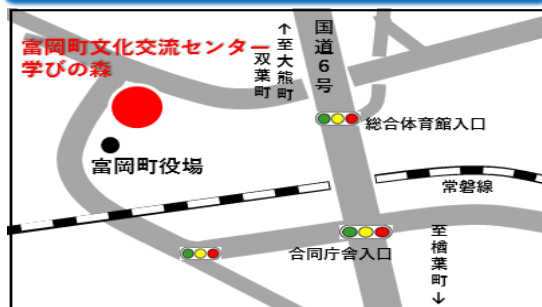 富岡町文化交流センター
学びの森
富岡町役場
↑至大熊町
双葉町
国道6号
総合体育館入口
常磐線
合同庁舎入口
至楢葉町↓